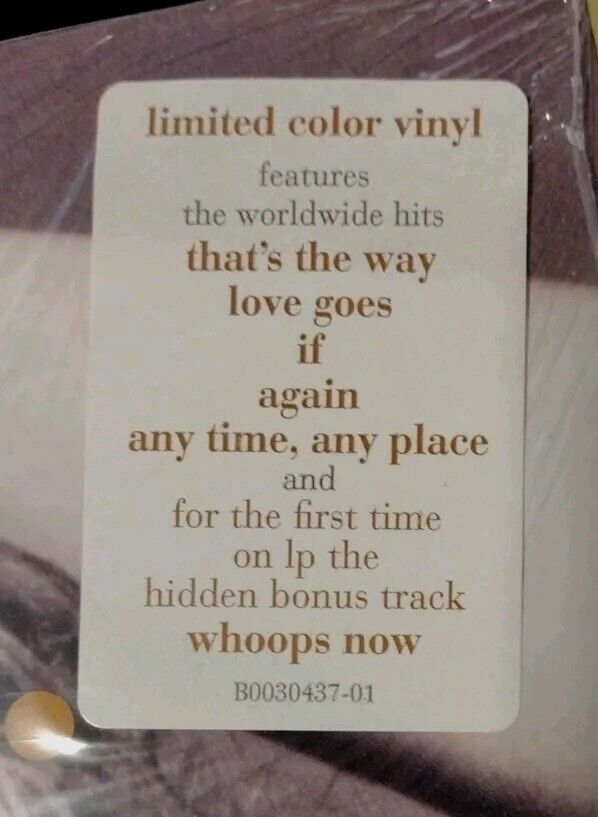 limited color vinyl
features
the worldwide hits
that's the way
love goes
if
again
any time, any place
and
for the first time
on lp the
hidden bonus track
whoops now
B0030437-01